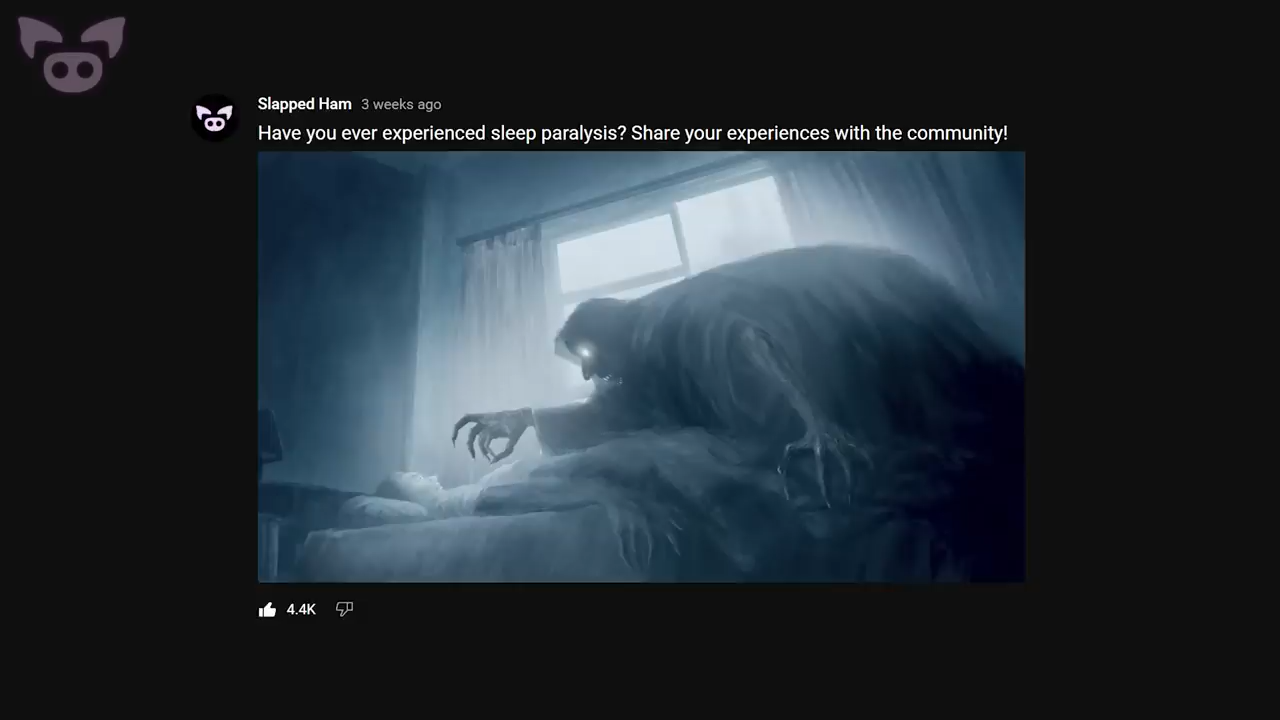 Slapped Ham 3 weeks ago
Have you ever experienced sleep paralysis? Share your experiences with the community!
4.4K